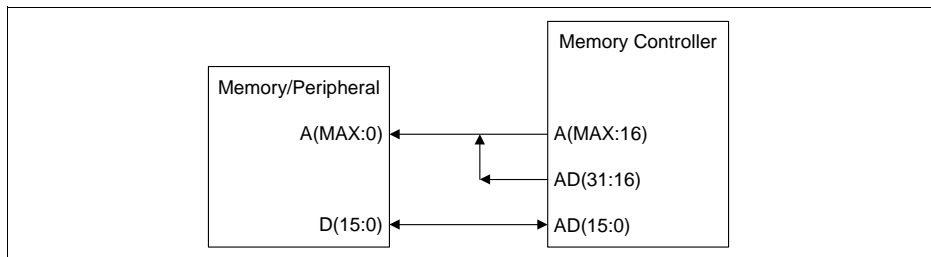 Memory Controller
Memory/Peripheral
A(MAX:0) A(MAX:16)
AD(31:16)
D(15:0) AD(15:0)